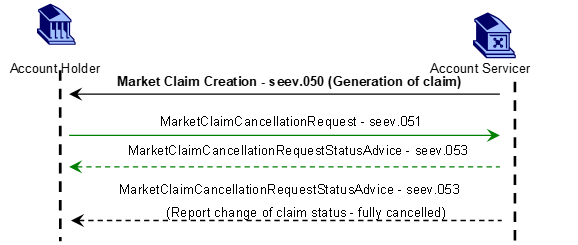 Account Holder
Account Servicer
Market Claim Creation - seev.050 (Generation of claim)
MarketClaimCancellationRequest - seev.051
MarketClaimCancellationRequestStatusAdvice - seev.053
MarketClaimCancellationRequestStatusAdvice - seev.053
(Report change of claim status - fully cancelled)